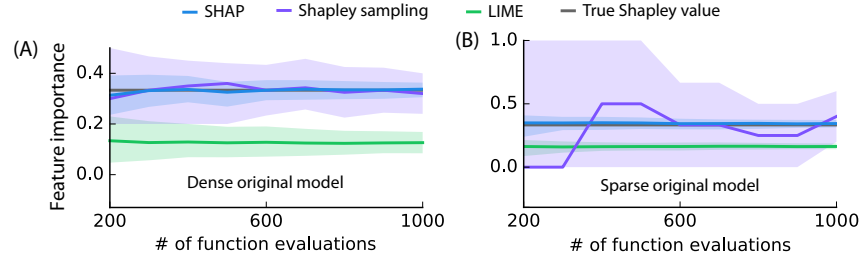 SHAP Shapley sampling LIME True Shapley value
(A)
Feature importance
0.4
0.2
0.0
Dense original model
200 600 1000
# of function evaluations
(B)
1.0
0.5
0.0
Sparse original model
200 600 1000
# of function evaluations